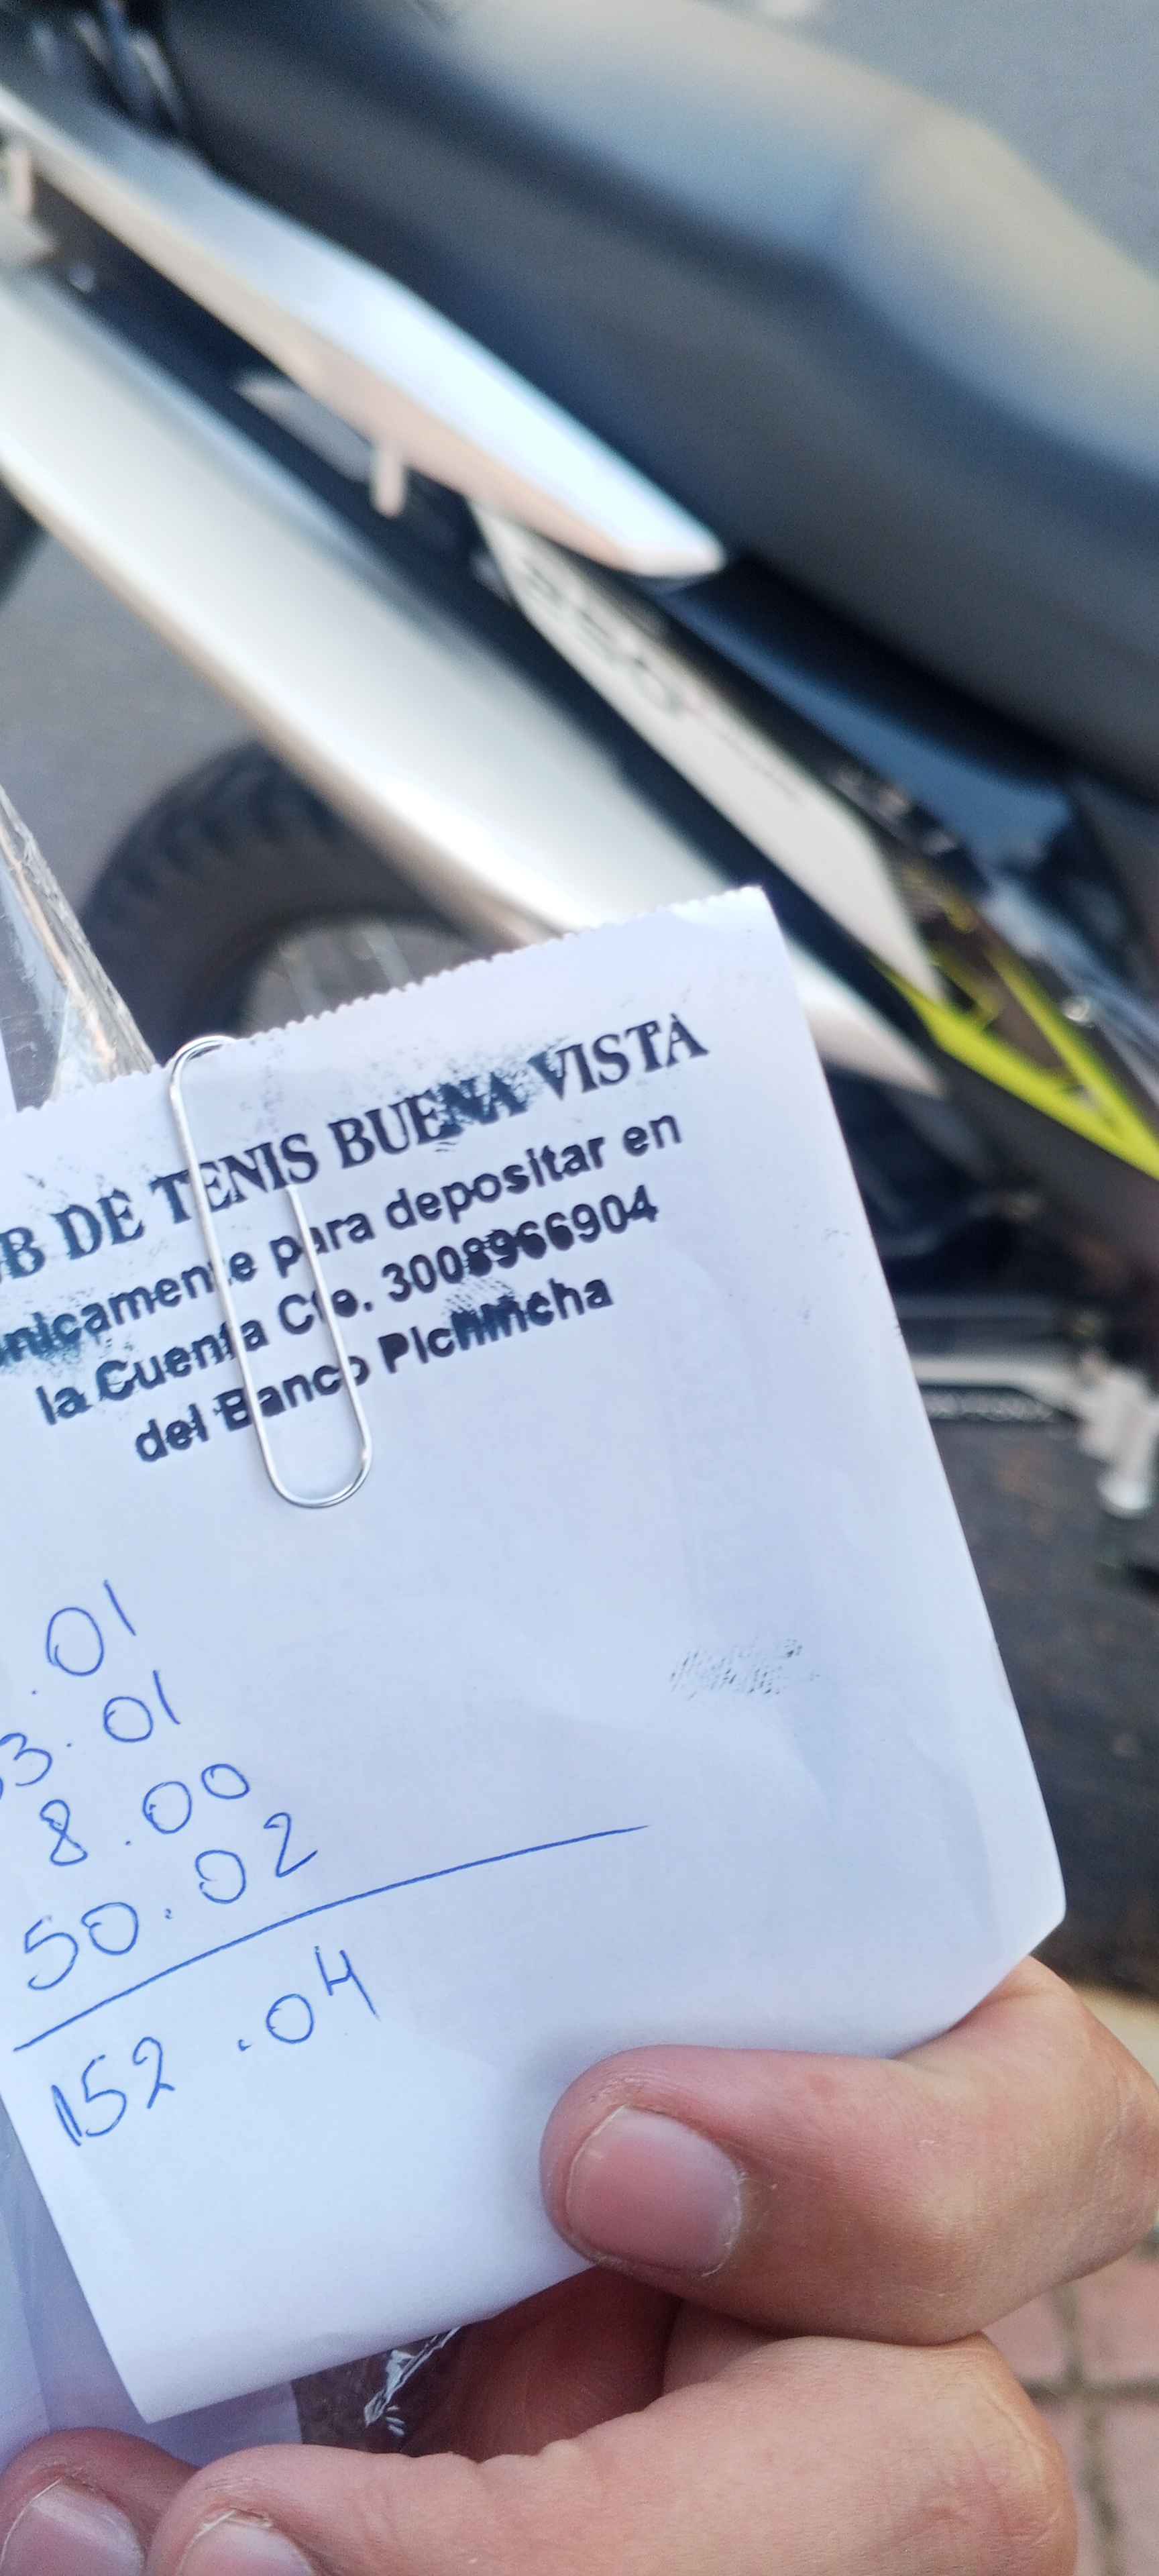 B DE TENIS BUENA VISTA
nicamente para depositar en
la Cuenta Cte. 3008966904
del Banco Pichincha
.01
3.01
8.00
50.02
152.04